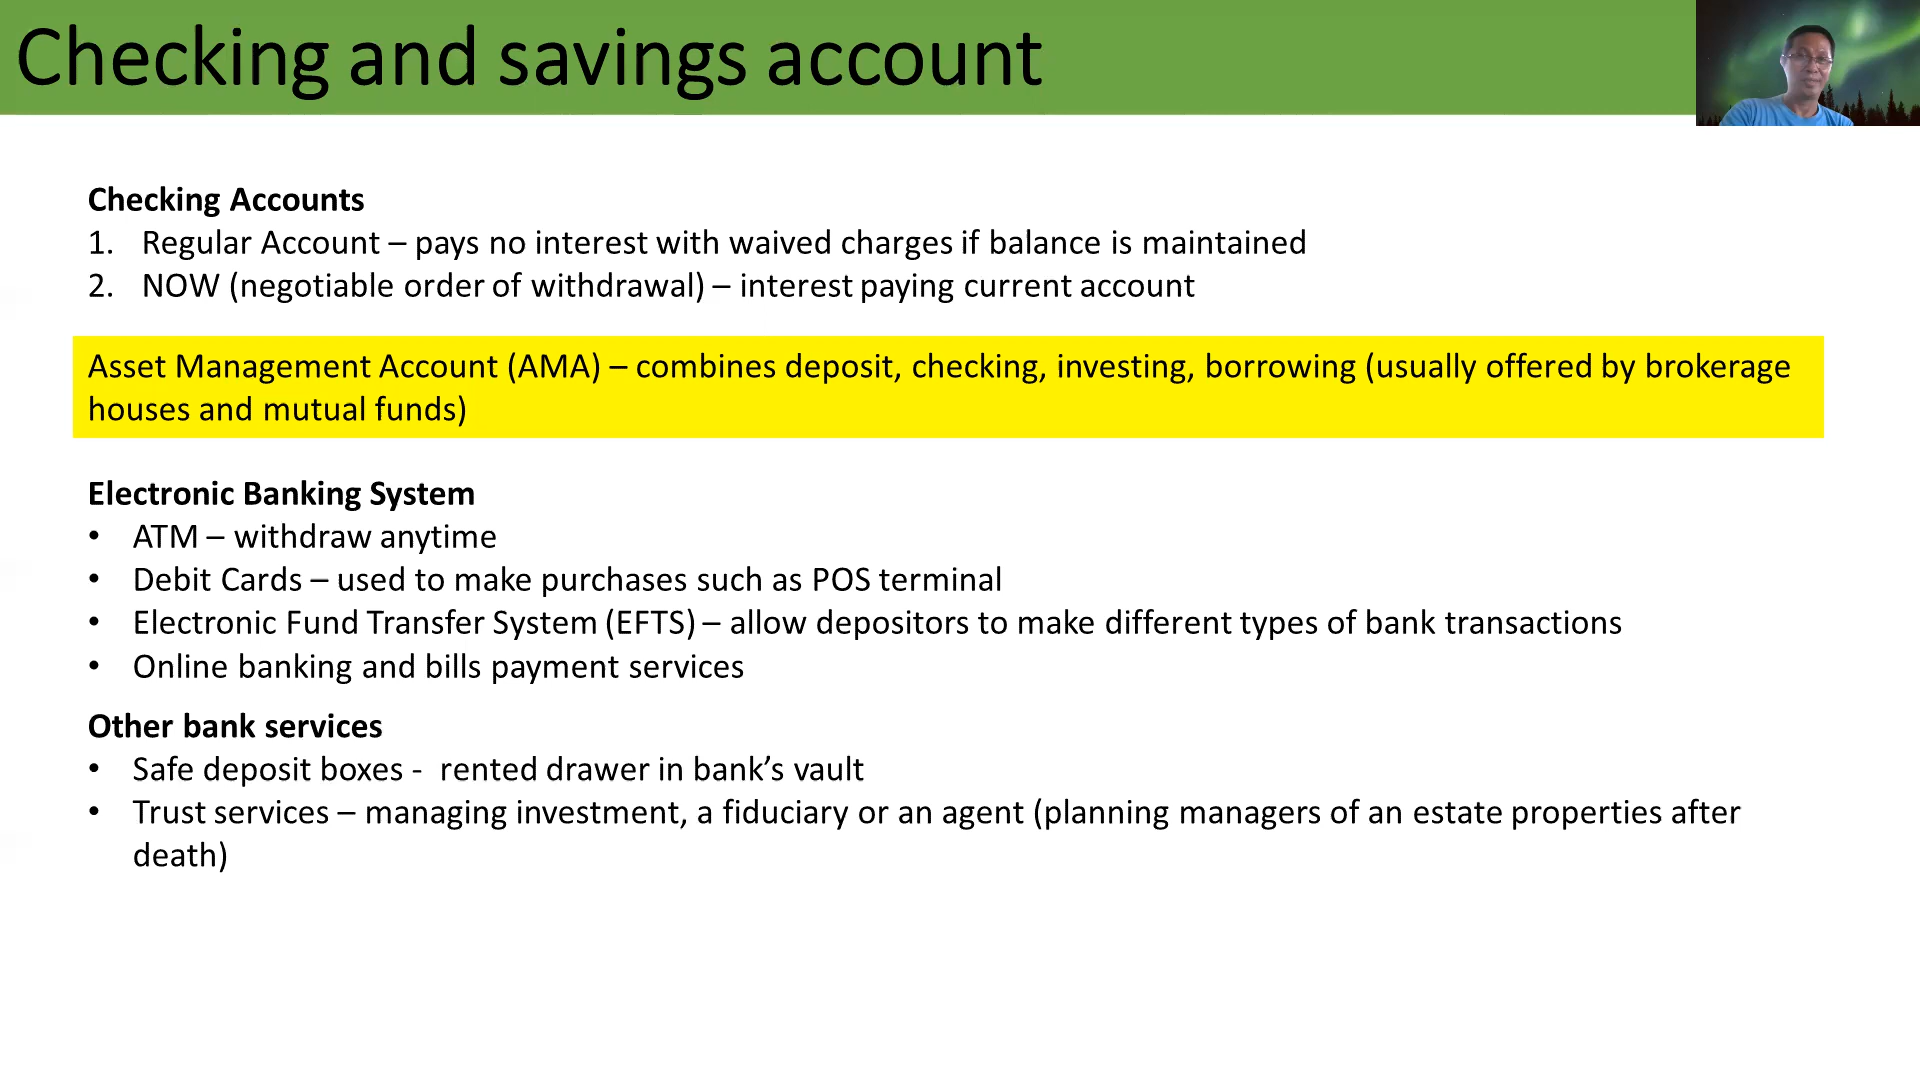 Checking and savings account
Checking Accounts
1. Regular Account – pays no interest with waived charges if balance is maintained
2. NOW (negotiable order of withdrawal) – interest paying current account
Asset Management Account (AMA) – combines deposit, checking, investing, borrowing (usually offered by brokerage
houses and mutual funds)
Electronic Banking System
• ATM – withdraw anytime
• Debit Cards – used to make purchases such as POS terminal
• Electronic Fund Transfer System (EFTS) – allow depositors to make different types of bank transactions
• Online banking and bills payment services
Other bank services
• Safe deposit boxes - rented drawer in bank’s vault
• Trust services – managing investment, a fiduciary or an agent (planning managers of an estate properties after
death)